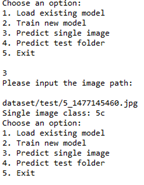 Choose an option:
1. Load existing model
2. Train new model
3. Predict single image
4. Predict test folder
5. Exit
3
Please input the image path:
dataset/test/5_1477145460.jpg
Single image class: 5c
Choose an option:
1. Load existing model
2. Train new model
3. Predict single image
4. Predict test folder
5. Exit